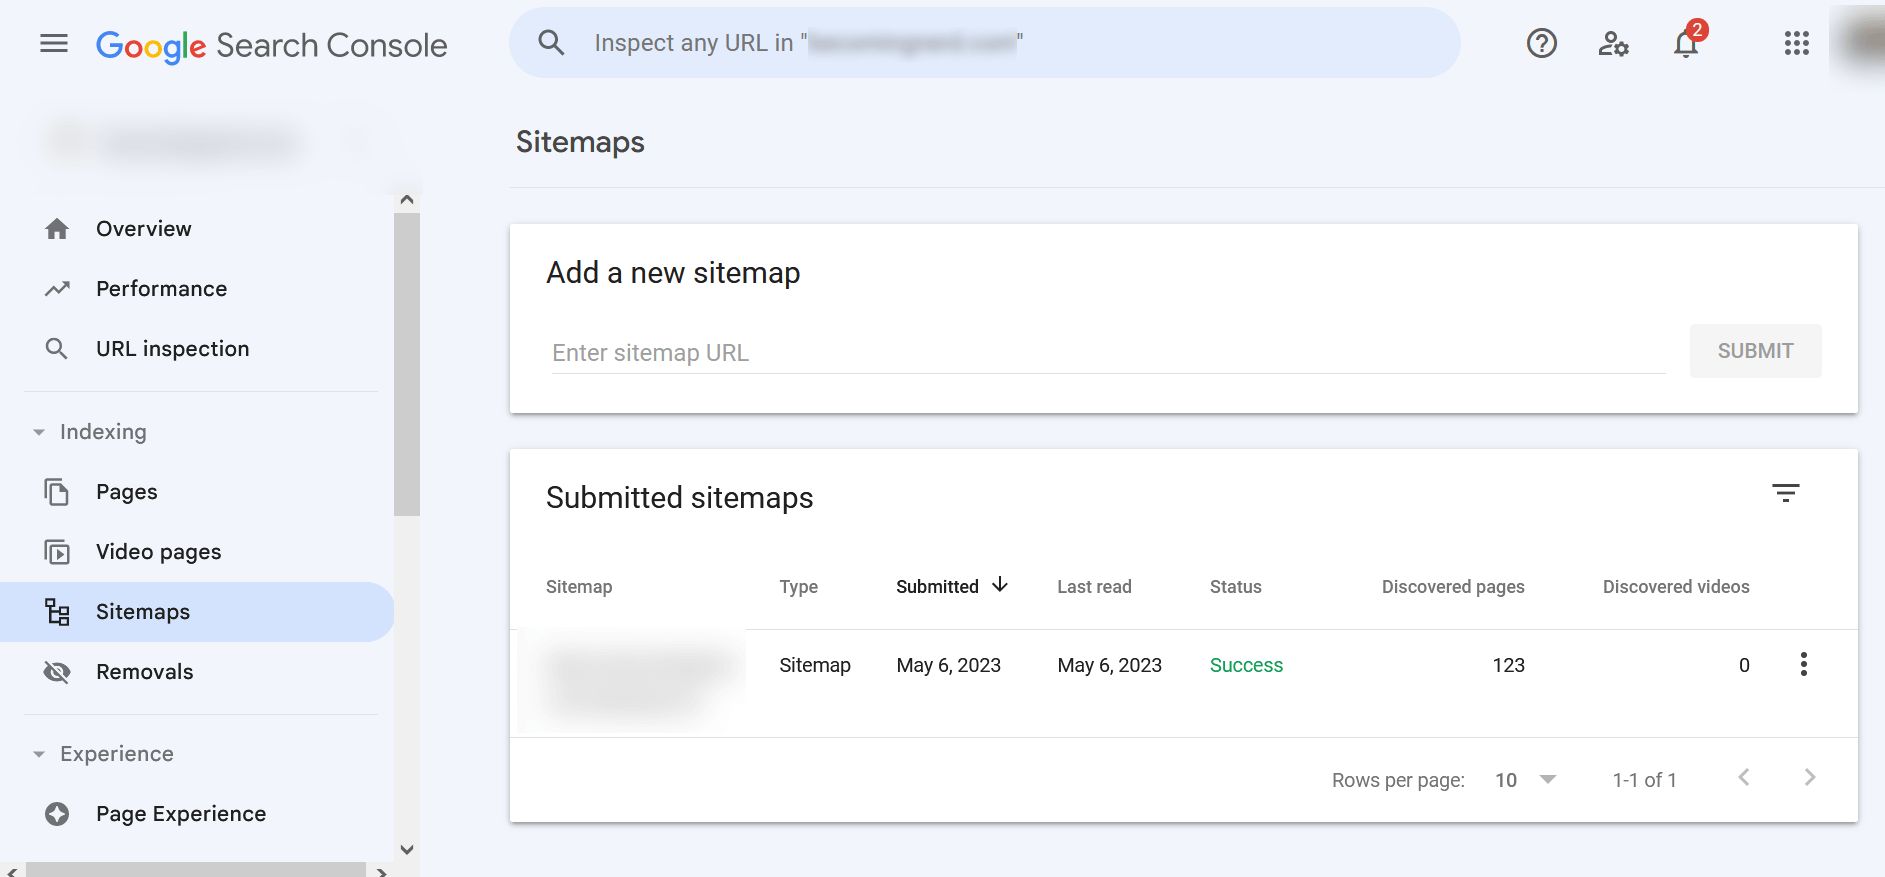 Google Search Console
Inspect any URL in " "
2
Sitemaps
Overview
Performance
URL inspection
Indexing
Pages
Video pages
Sitemaps
Removals
Experience
Page Experience
Add a new sitemap
Enter sitemap URL
SUBMIT
Submitted sitemaps
Sitemap Type Submitted Last read Status Discovered pages Discovered videos
Sitemap May 6, 2023 May 6, 2023 Success 123 0
Rows per page: 10 1-1 of 1